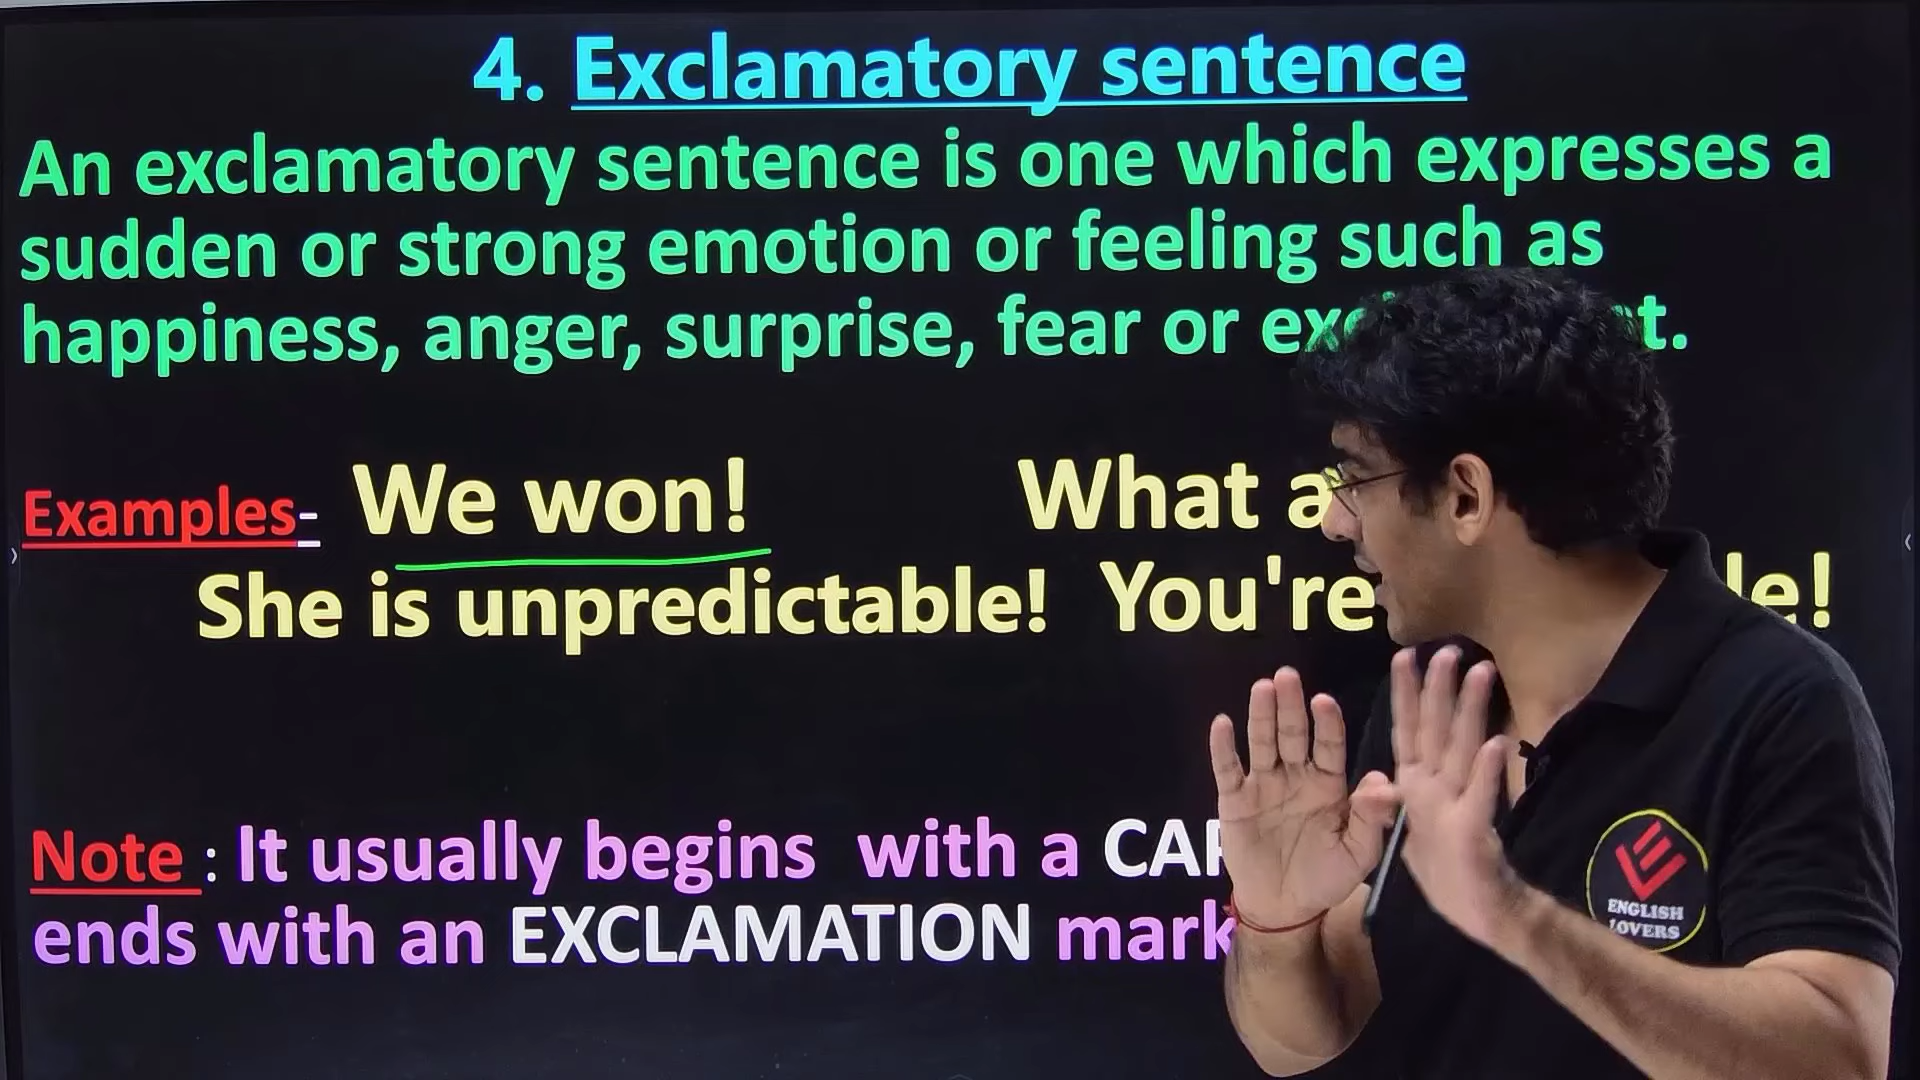 4. Exclamatory sentence
An exclamatory sentence is one which expresses a
sudden or strong emotion or feeling such as
happiness, anger, surprise, fear or
Examples- We won! What a
She is unpredictable! You're
Note : It usually begins with a
ends with an EXCLAMATION mark
ENGLISH
LOVERS